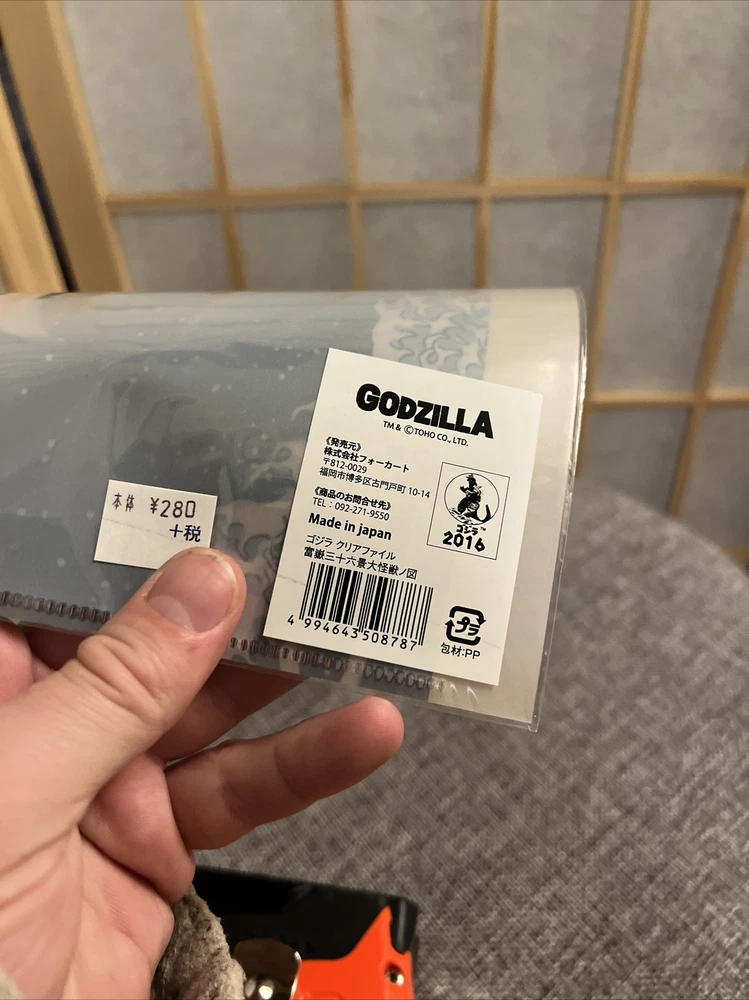 GODZILLA
TM & ©TOHO CO., LTD.
《発売元》
株式会社フォーカート
〒812-0029
福岡市博多区古門戸町 10-14
《商品のお問合せ先》
TEL：092-271-9550
Made in japan
ゴジラ クリアファイル
富嶽三十六景大怪獣ノ図
4 994643 508787
ゴジラ™
2016
プラ
包材:PP
本体 ¥280
+税